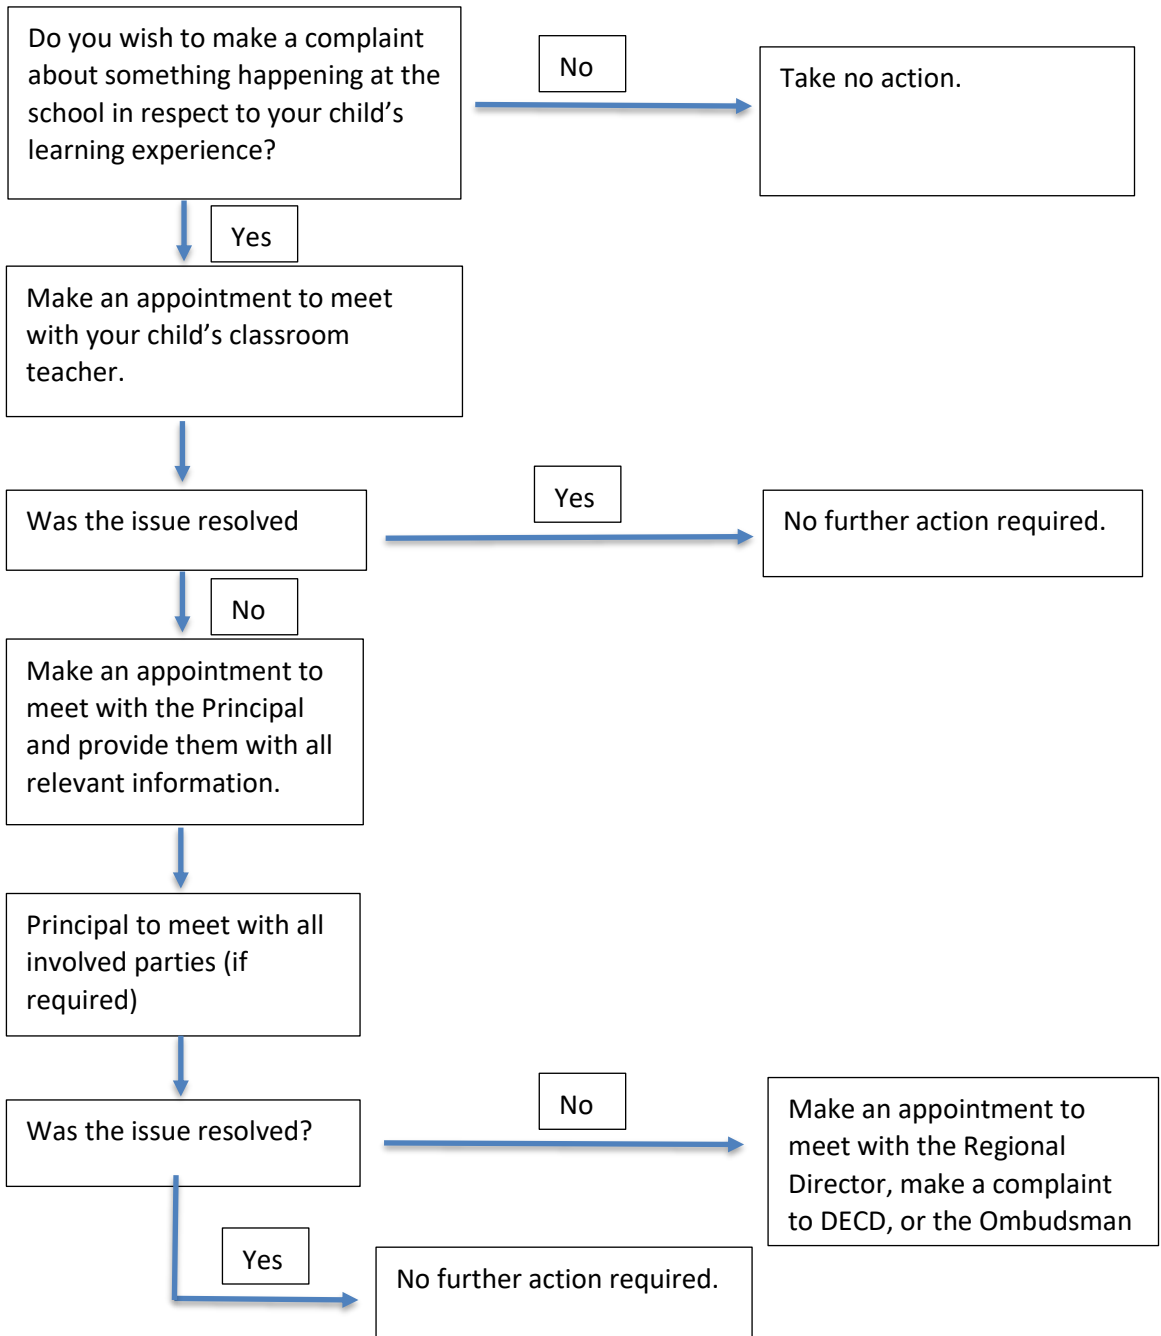 Do you wish to make a complaint
about something happening at the
school in respect to your child’s
learning experience?
No
Take no action.
Yes
Make an appointment to meet
with your child’s classroom
teacher.
Was the issue resolved
Yes
No further action required.
No
Make an appointment to
meet with the Principal
and provide them with all
relevant information.
Principal to meet with all
involved parties (if
required)
Was the issue resolved?
No
Make an appointment to
meet with the Regional
Director, make a complaint
to DECD, or the Ombudsman
Yes
No further action required.